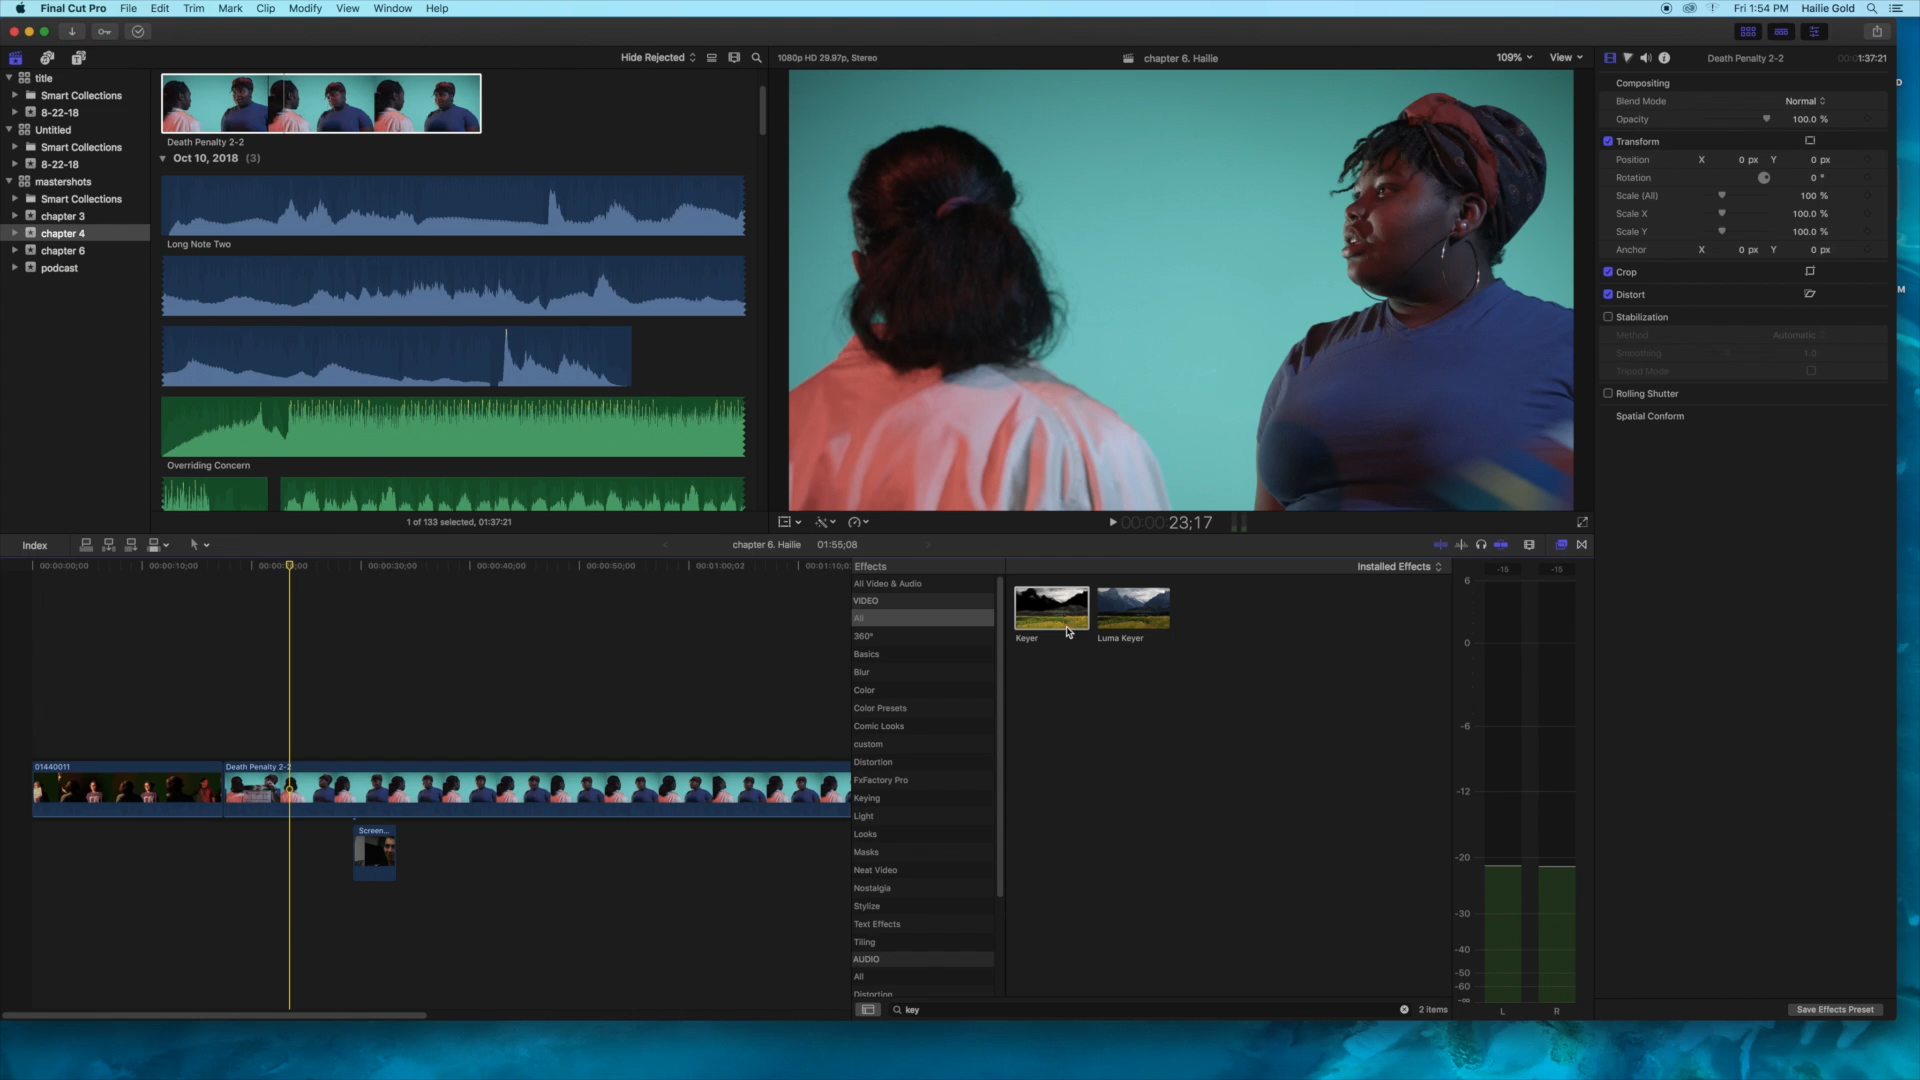 Final Cut Pro File Edit Trim Mark Clip Modify View Window Help Fri 1:54 PM Hailie Gold
Hide Rejected
1080p HD 29.97p, Stereo
chapter 6. Hailie
109%
View
Death Penalty 2-2
1:37:21
title
Smart Collections
8-22-18
Untitled
Smart Collections
8-22-18
mastershots
Smart Collections
chapter 3
chapter 4
chapter 6
podcast
Death Penalty 2-2
Oct 10, 2018 (3)
Long Note Two
Overriding Concern
1 of 133 selected, 01:37:21
00:00:00:23;17
Compositing
Blend Mode Normal
Opacity 100.0 %
Transform
Position X 0 px Y 0 px
Rotation 0 °
Scale (All) 100 %
Scale X 100.0 %
Scale Y 100.0 %
Anchor X 0 px Y 0 px
Crop
Distort
Stabilization
Method Automatic
Smoothing 1.0
Tripod Mode
Rolling Shutter
Spatial Conform
Index
chapter 6. Hailie 01:55;08
00:00:00;00 00:00:10;00 00:00:30;00 00:00:40;00 00:00:50;00 00:01:00;02 00:01:10;0
01440011
Death Penalty 2-2
Screen...
Effects
Installed Effects
All Video & Audio
VIDEO
All
360°
Basics
Blur
Color
Color Presets
Comic Looks
custom
Distortion
FxFactory Pro
Keying
Light
Looks
Masks
Neat Video
Nostalgia
Stylize
Text Effects
Tiling
AUDIO
All
Distortion
Keyer
Luma Keyer
key
2 items
-15 -15
6
0
-6
-12
-20
-30
-40
-50
-60
-∞
L R
Save Effects Preset